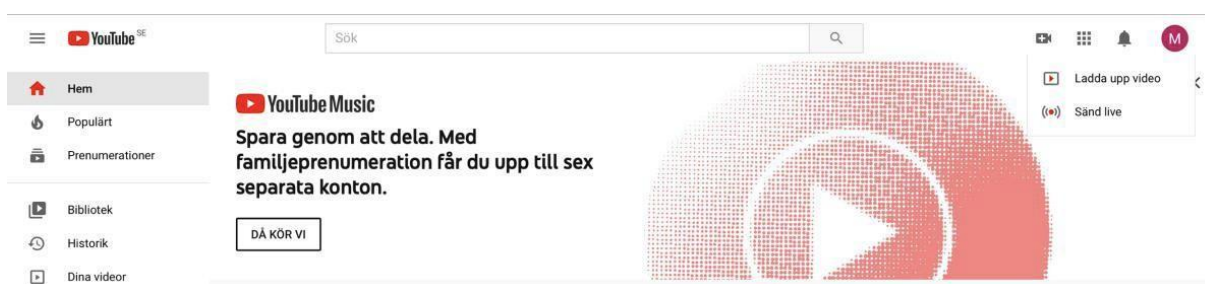 YouTube SE
Sök
M
Ladda upp video
Sänd live
Hem
Populärt
Prenumerationer
Bibliotek
Historik
Dina videor
YouTube Music
Spara genom att dela. Med
familjeprenumeration får du upp till sex
separata konton.
DÅ KÖR VI